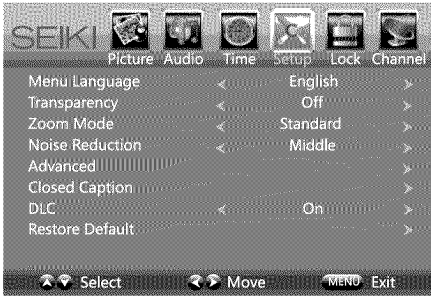 SEIKI
Picture Audio Time Setup Lock Channel
Menu Language English
Transparency Off
Zoom Mode Standard
Noise Reduction Middle
Advanced
Closed Caption
DLC On
Restore Default
Select Move MENU Exit